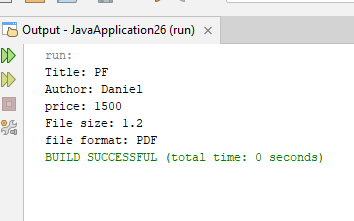 Output - JavaApplication26 (run)
run:
Title: PF
Author: Daniel
price: 1500
File size: 1.2
file format: PDF
BUILD SUCCESSFUL (total time: 0 seconds)